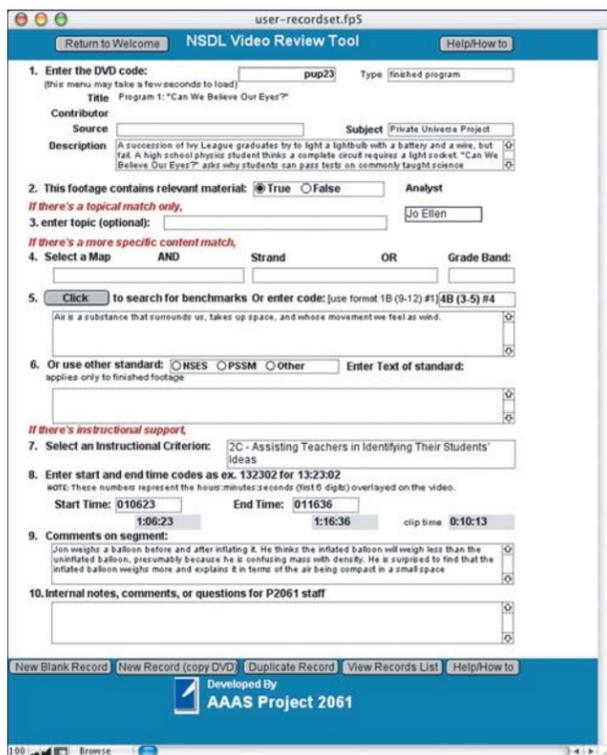 user-recordset.fp5
Return to Welcome NSDL Video Review Tool Help/How to
1. Enter the DVD code: pup23 Type finished program
(this menu may take a few seconds to load)
Title Program 1: "Can We Believe Our Eyes?"
Contributor
Source Subject Private Universe Project
Description A succession of Ivy League graduates try to light a lightbulb with a battery and a wire, but
fail. A high school physics student thinks a complete circuit requires a light socket. "Can We
Believe Our Eyes?" asks why students can pass tests on commonly taught science
2. This footage contains relevant material: True False Analyst
If there's a topical match only, Jo Ellen
3. enter topic (optional):
If there's a more specific content match,
4. Select a Map AND Strand OR Grade Band:
5. Click to search for benchmarks Or enter code: [use format 1B (9-12) #1] 4B (3-5) #4
Air is a substance that surrounds us, takes up space, and whose movement we feel as wind.
6. Or use other standard: NSES PSSM Other Enter Text of standard:
applies only to finished footage
If there's instructional support,
7. Select an Instructional Criterion: 2C - Assisting Teachers in Identifying Their Students'
Ideas
8. Enter start and end time codes as ex. 132302 for 13:23:02
NOTE: These numbers represent the hours:minutes:seconds (first 6 digits) overlayed on the video.
Start Time: 010623 End Time: 011636
1:06:23 1:16:36 clip time 0:10:13
9. Comments on segment:
Jon weighs a balloon before and after inflating it. He thinks the inflated balloon will weigh less than the
uninflated balloon, presumably because he is confusing mass with density. He is surprised to find that the
inflated balloon weighs more and explains it in terms of the air being compact in a small space
10. Internal notes, comments, or questions for P2061 staff
New Blank Record New Record (copy DVD) Duplicate Record View Records List Help/How to
Developed By
AAAS Project 2061
100 Browse